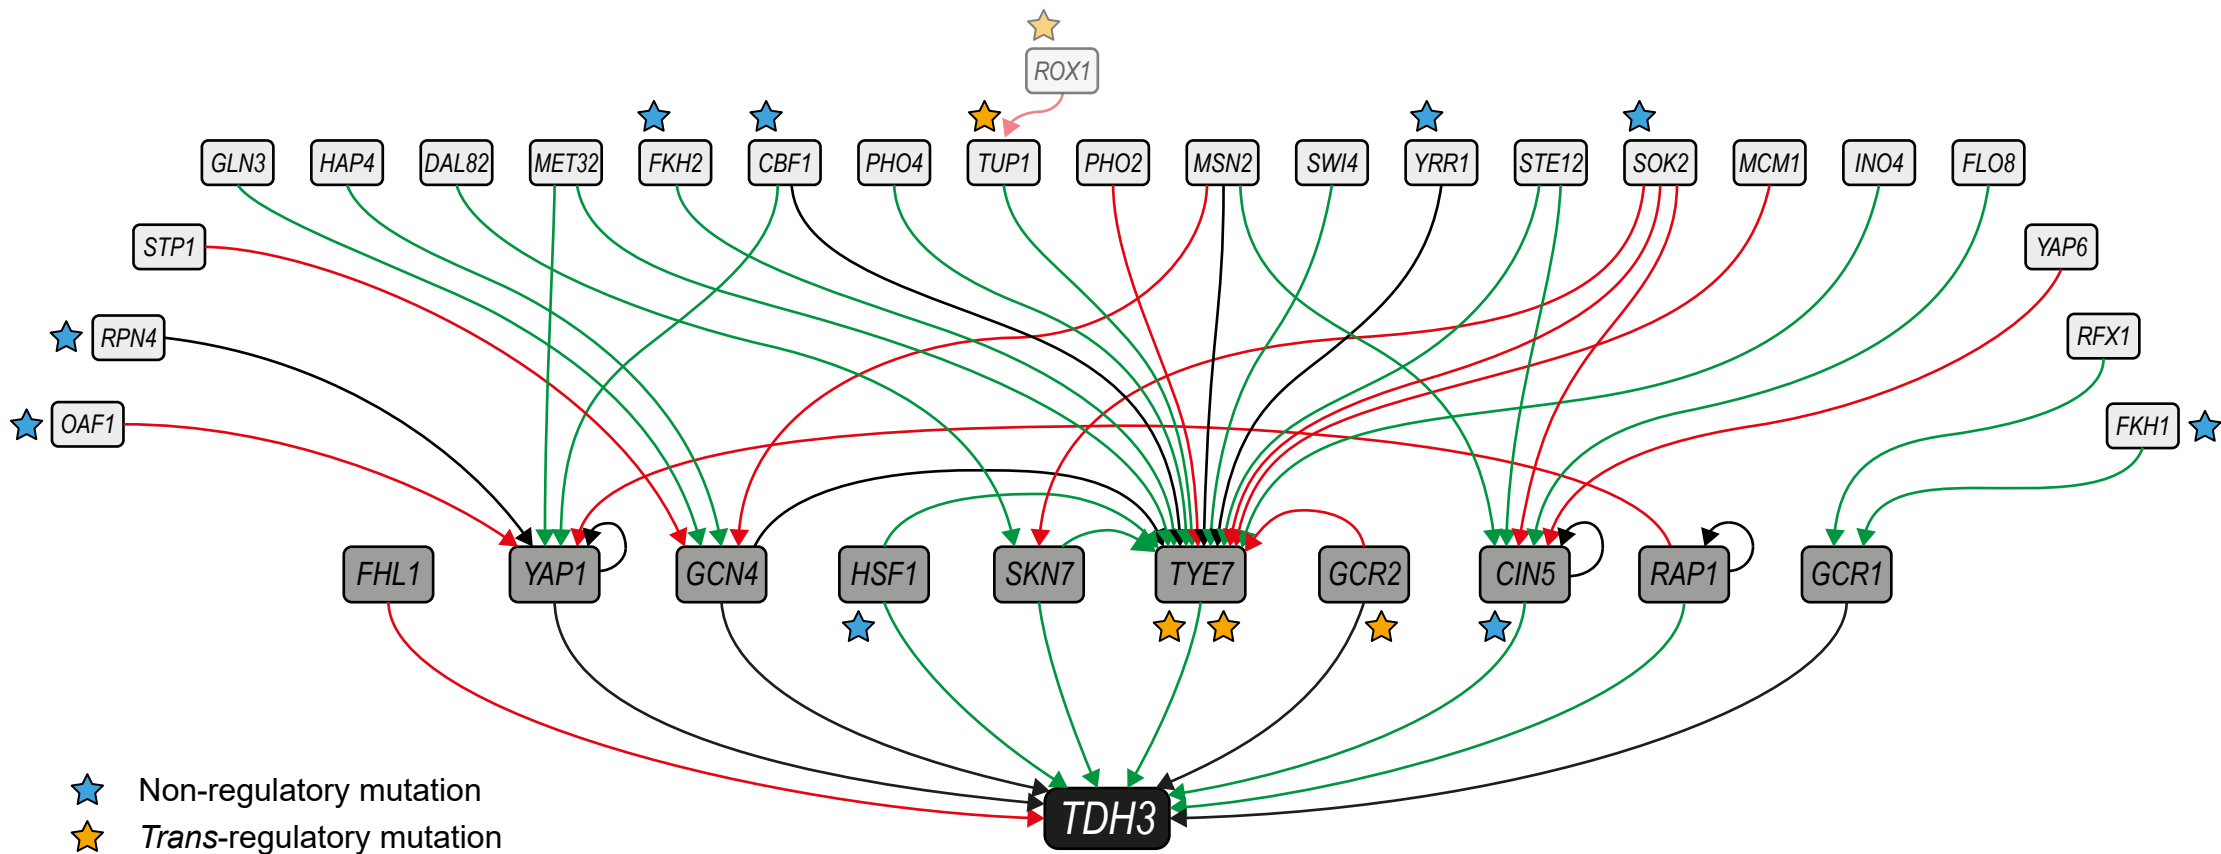 ROX1
GLN3 HAP4 DAL82 MET32 FKH2 CBF1 PHO4 TUP1 PHO2 MSN2 SWI4 YRR1 STE12 SOK2 MCM1 INO4 FLO8
STP1 YAP6
RPN4 RFX1
OAF1 FKH1
FHL1 YAP1 GCN4 HSF1 SKN7 TYE7 GCR2 CIN5 RAP1 GCR1
TDH3
Non-regulatory mutation
Trans-regulatory mutation